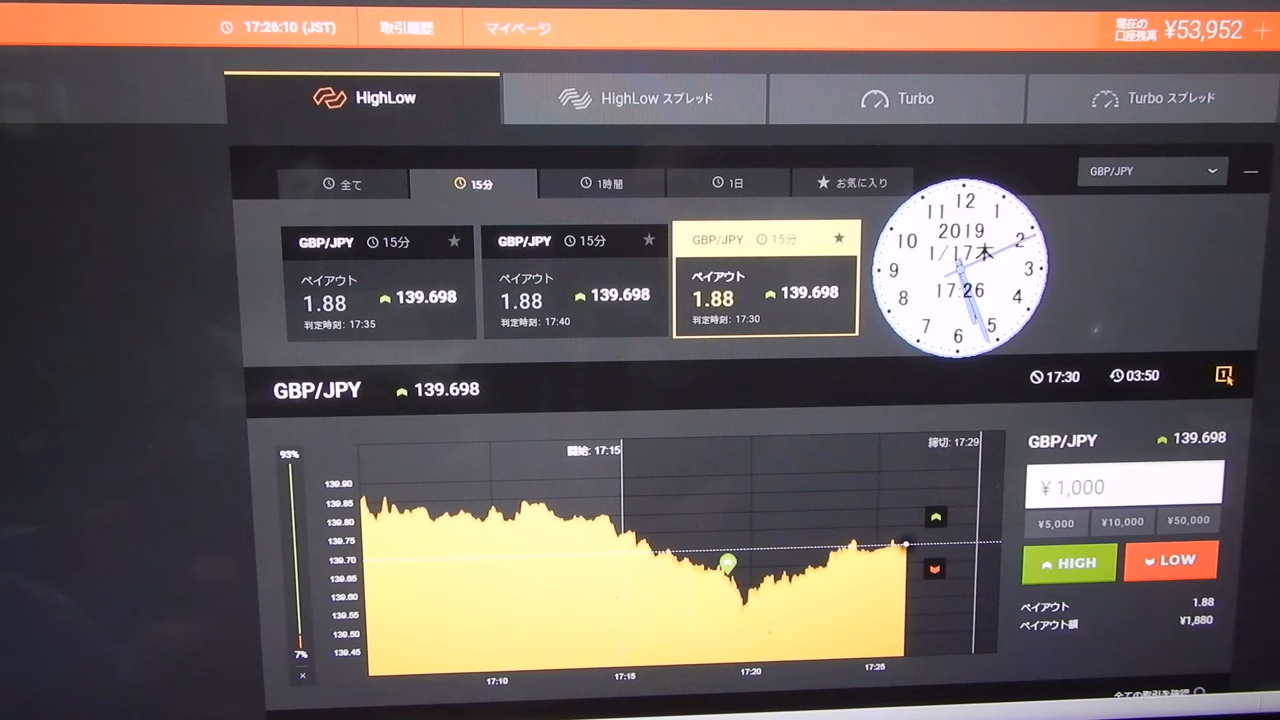 17:26:10 (JST) 取引履歴 マイページ
現在の
口座残高 ¥53,952
HighLow HighLow スプレッド Turbo Turbo スプレッド
全て 15分 1時間 1日 お気に入り GBP/JPY
GBP/JPY 15分
ペイアウト
1.88 139.698
判定時刻: 17:35
GBP/JPY 15分
ペイアウト
1.88 139.698
判定時刻: 17:40
GBP/JPY 15分
ペイアウト
1.88 139.698
判定時刻: 17:30
12
11 1
2019
10 2
1/17木
9 3
17:26
8 4
7 5
6
GBP/JPY 139.698 17:30 03:50
93%
7%
×
開始: 17:15 締切: 17:29
139.90
139.85
139.80
139.75
139.70
139.65
139.60
139.55
139.50
139.45
17:10 17:15 17:20 17:25
GBP/JPY 139.698
¥ 1,000
¥5,000 ¥10,000 ¥50,000
HIGH LOW
ペイアウト 1.88
ペイアウト額 ¥1,880
全ての取引を確認